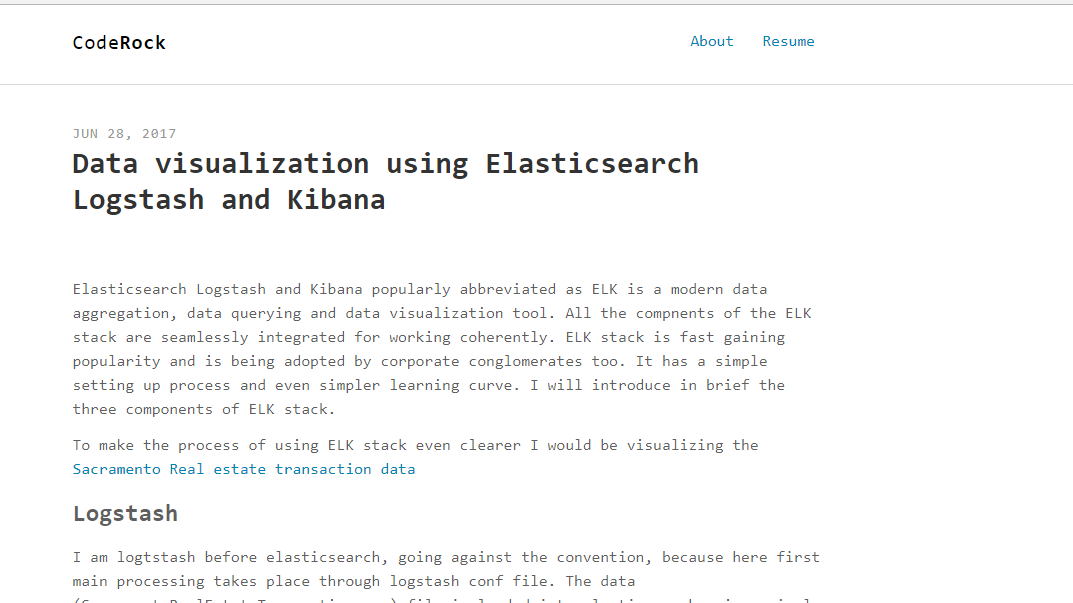 CodeRock
About Resume
JUN 28, 2017
Data visualization using Elasticsearch
Logstash and Kibana
Elasticsearch Logstash and Kibana popularly abbreviated as ELK is a modern data
aggregation, data querying and data visualization tool. All the compnents of the ELK
stack are seamlessly integrated for working coherently. ELK stack is fast gaining
popularity and is being adopted by corporate conglomerates too. It has a simple
setting up process and even simpler learning curve. I will introduce in brief the
three components of ELK stack.
To make the process of using ELK stack even clearer I would be visualizing the
Sacramento Real estate transaction data
Logstash
I am logtstash before elasticsearch, going against the convention, because here first
main processing takes place through logstash conf file. The data